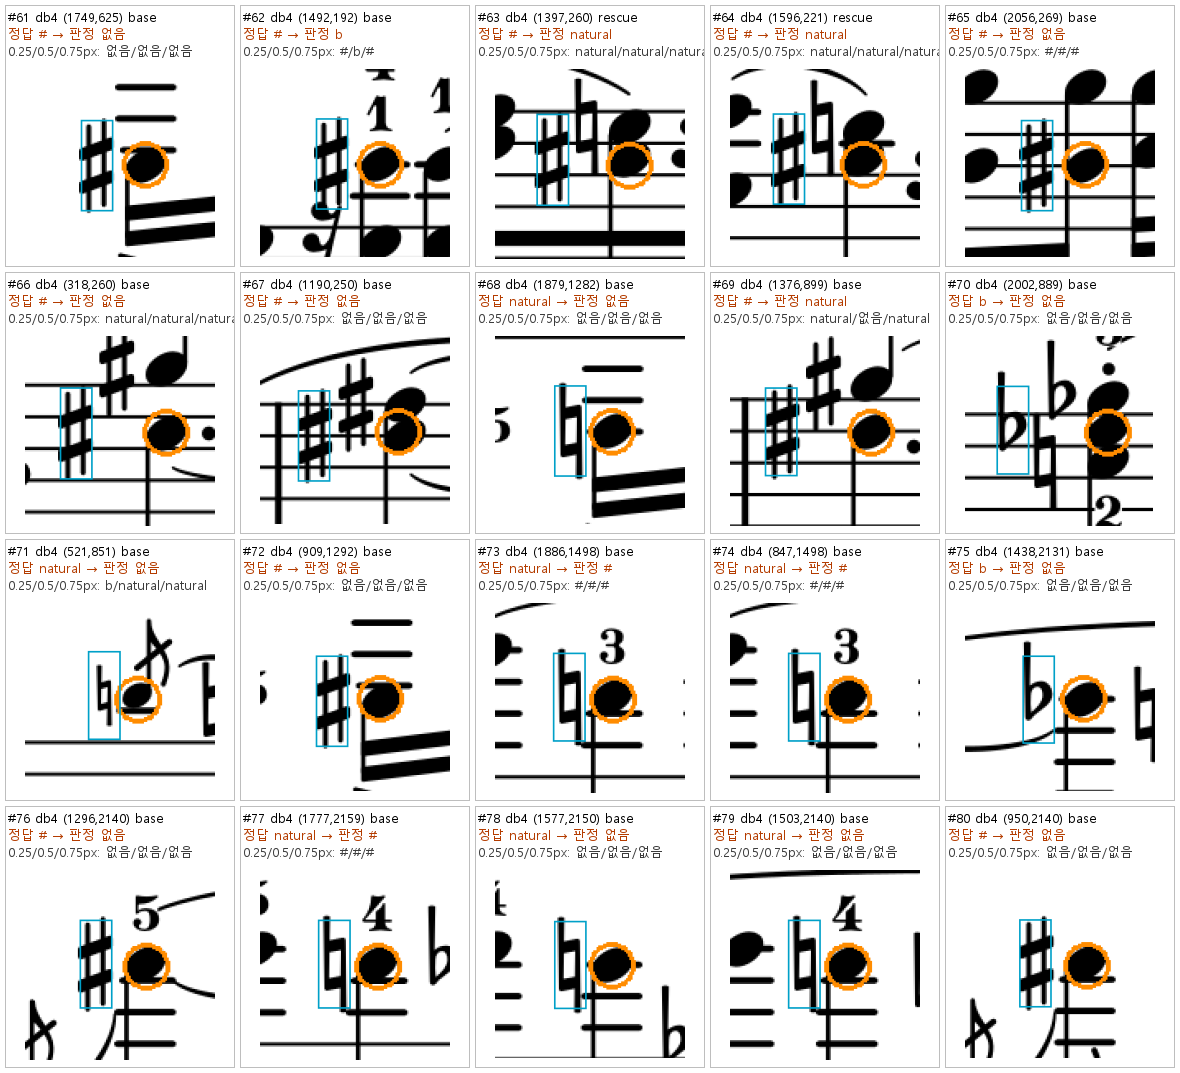 #61 db4 (1749,625) base
정답 # → 판정 없음
0.25/0.5/0.75px: 없음/없음/없음
#62 db4 (1492,192) base
정답 # → 판정 b
0.25/0.5/0.75px: #/b/#
4
1
1
#63 db4 (1397,260) rescue
정답 # → 판정 natural
0.25/0.5/0.75px: natural/natural/natura
#64 db4 (1596,221) rescue
정답 # → 판정 natural
0.25/0.5/0.75px: natural/natural/natura
#65 db4 (2056,269) base
정답 # → 판정 없음
0.25/0.5/0.75px: #/#/#
#66 db4 (318,260) base
정답 # → 판정 없음
0.25/0.5/0.75px: natural/natural/natura
#67 db4 (1190,250) base
정답 # → 판정 없음
0.25/0.5/0.75px: 없음/없음/없음
#68 db4 (1879,1282) base
정답 natural → 판정 없음
0.25/0.5/0.75px: 없음/없음/없음
5
#69 db4 (1376,899) base
정답 # → 판정 natural
0.25/0.5/0.75px: natural/없음/natural
#70 db4 (2002,889) base
정답 b → 판정 없음
0.25/0.5/0.75px: 없음/없음/없음
2
#71 db4 (521,851) base
정답 natural → 판정 없음
0.25/0.5/0.75px: b/natural/natural
#72 db4 (909,1292) base
정답 # → 판정 없음
0.25/0.5/0.75px: 없음/없음/없음
#73 db4 (1886,1498) base
정답 natural → 판정 #
0.25/0.5/0.75px: #/#/#
3
#74 db4 (847,1498) base
정답 natural → 판정 #
0.25/0.5/0.75px: #/#/#
3
#75 db4 (1438,2131) base
정답 b → 판정 없음
0.25/0.5/0.75px: 없음/없음/없음
#76 db4 (1296,2140) base
정답 # → 판정 없음
0.25/0.5/0.75px: 없음/없음/없음
5
#77 db4 (1777,2159) base
정답 natural → 판정 #
0.25/0.5/0.75px: #/#/#
4
#78 db4 (1577,2150) base
정답 natural → 판정 없음
0.25/0.5/0.75px: 없음/없음/없음
#79 db4 (1503,2140) base
정답 natural → 판정 없음
0.25/0.5/0.75px: 없음/없음/없음
4
#80 db4 (950,2140) base
정답 # → 판정 없음
0.25/0.5/0.75px: 없음/없음/없음